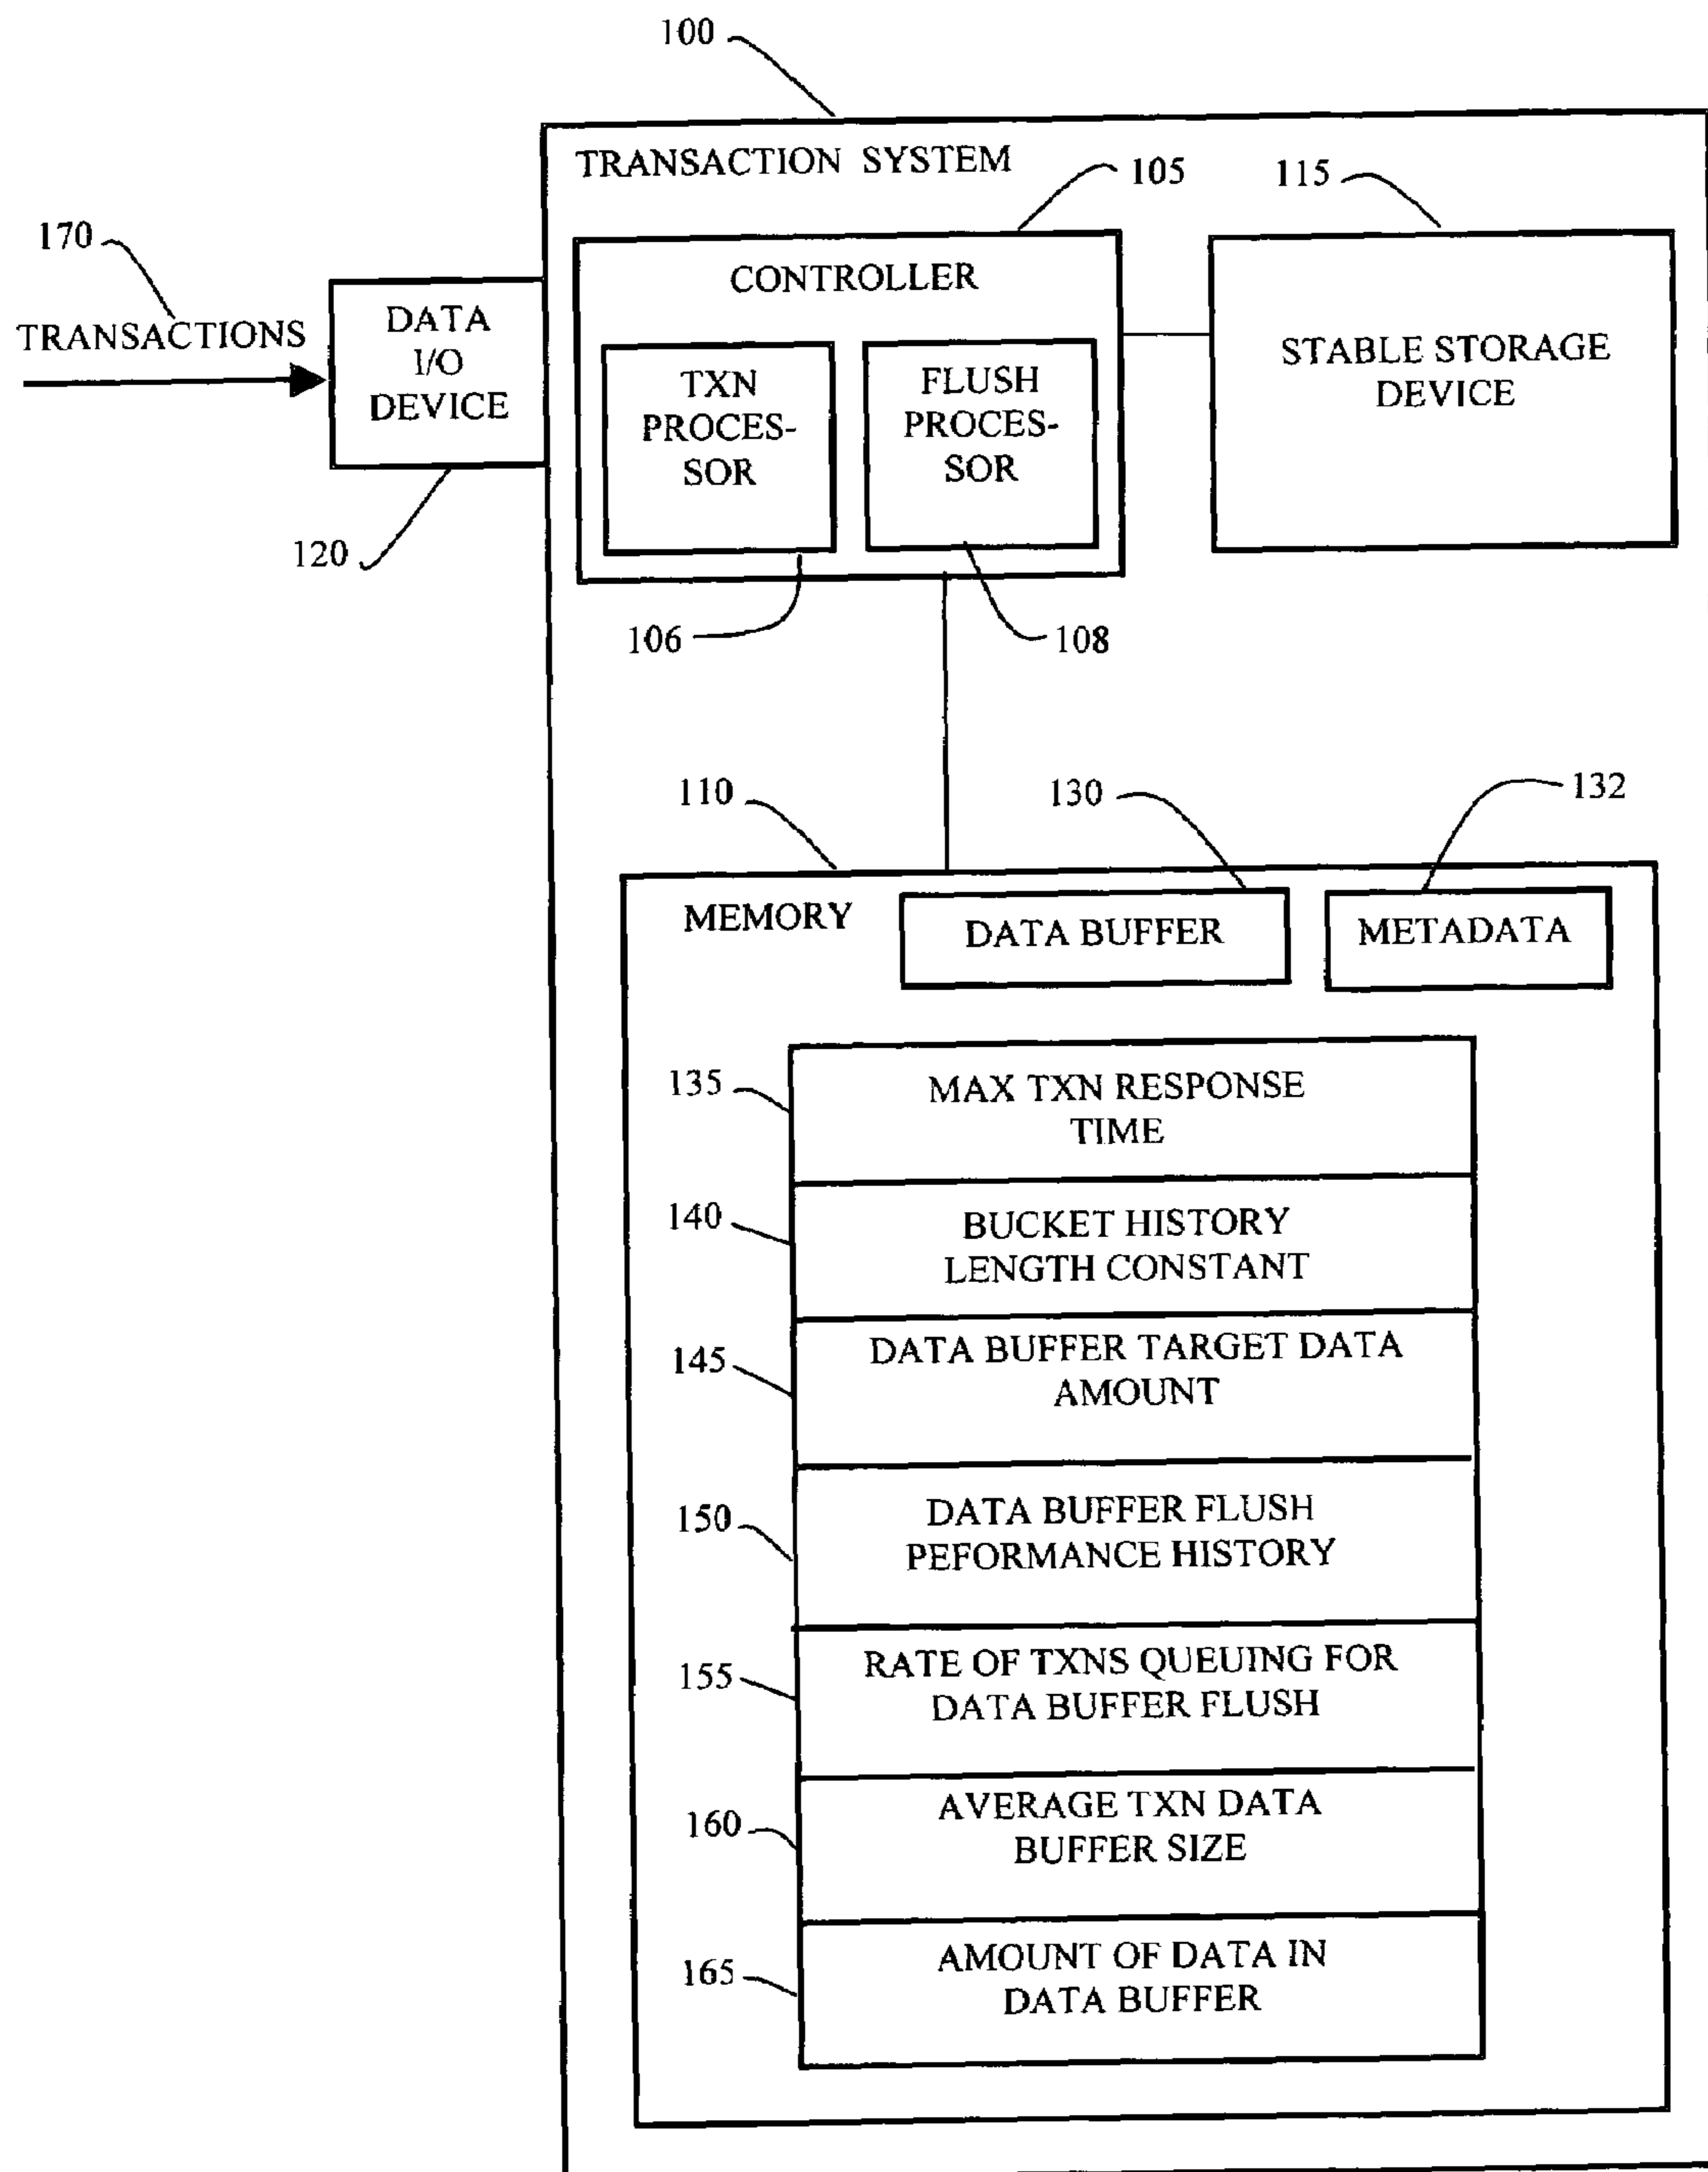 100
TRANSACTION SYSTEM
105
115
170
TRANSACTIONS
DATA
I/O
DEVICE
120
CONTROLLER
TXN
PROCES-
SOR
FLUSH
PROCES-
SOR
STABLE STORAGE
DEVICE
106
108
110
130
132
MEMORY
DATA BUFFER
METADATA
135
MAX TXN RESPONSE
TIME
140
BUCKET HISTORY
LENGTH CONSTANT
145
DATA BUFFER TARGET DATA
AMOUNT
150
DATA BUFFER FLUSH
PEFORMANCE HISTORY
155
RATE OF TXNS QUEUING FOR
DATA BUFFER FLUSH
160
AVERAGE TXN DATA
BUFFER SIZE
165
AMOUNT OF DATA IN
DATA BUFFER